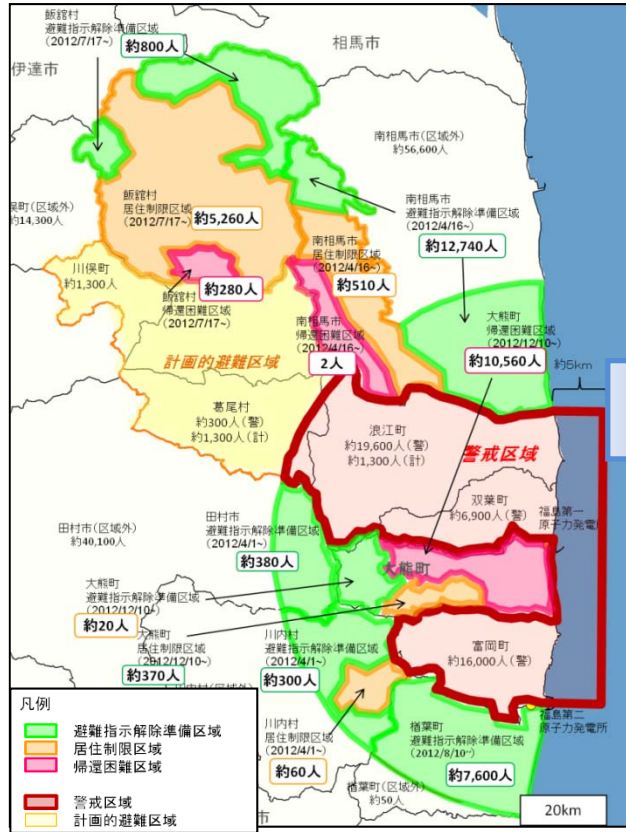 飯舘村
避難指示解除準備区域
(2012/7/17~)
約800人
相馬市
伊達市
南相馬市(区域外)
約56,600人
飯舘村
居住制限区域
(2012/7/17~)
約5,260人
南相馬市
避難指示解除準備区域
(2012/4/16~)
約12,740人
俣町(区域外)
約14,300人
川俣町
約1,300人
南相馬市
居住制限区域
(2012/4/16~)
約510人
約280人
飯舘村
帰還困難区域
(2012/7/17~)
南相馬市
帰還困難区域
(2012/4/16~)
2人
大熊町
帰還困難区域
(2012/12/10~)
約10,560人
計画的避難区域
約5km
葛尾村
約300人(警)
約1,300人(計)
浪江町
約19,600人(警)
約1,300人(計)
警戒区域
双葉町
約6,900人(警)
福島第一
原子力発電所
田村市(区域外)
約40,100人
田村市
避難指示解除準備区域
(2012/4/1~)
約380人
大熊町
大熊町
避難指示解除準備区域
(2012/12/10~)
約20人
大熊町
居住制限区域
(2012/12/10~)
約370人
川内村
避難指示解除準備区域
(2012/4/1~)
約300人
富岡町
約16,000人(警)
川内村
居住制限区域
(2012/4/1~)
約60人
楢葉町
避難指示解除準備区域
(2012/8/10~)
約7,600人
福島第二
原子力発電所
楢葉町(区域外)
約50人
凡例
避難指示解除準備区域
居住制限区域
帰還困難区域
警戒区域
計画的避難区域
市
20km